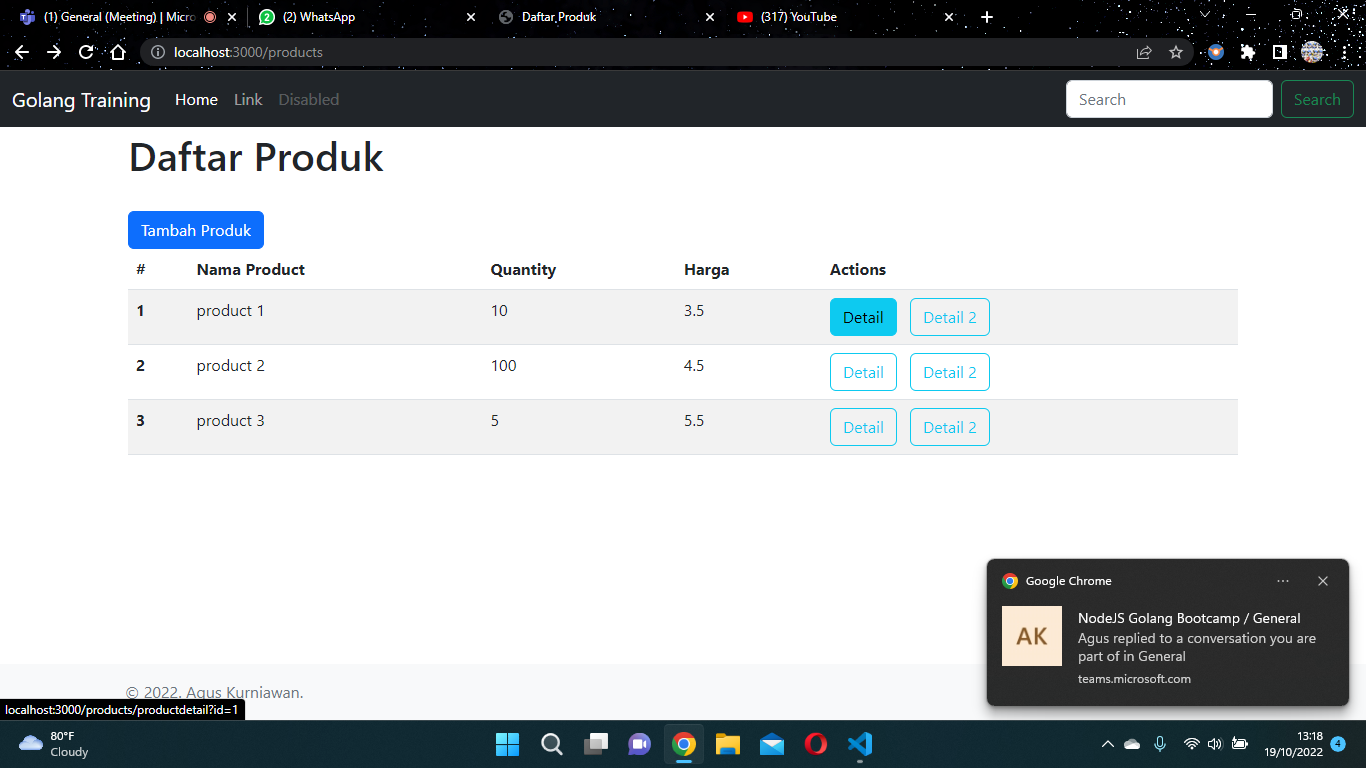 (1) General (Meeting) | Micro
(2) WhatsApp
Daftar Produk
(317) YouTube
localhost:3000/products
Golang Training Home Link Disabled Search Search
Daftar Produk
Tambah Produk
# Nama Product Quantity Harga Actions
1 product 1 10 3.5 Detail Detail 2
2 product 2 100 4.5 Detail Detail 2
3 product 3 5 5.5 Detail Detail 2
Google Chrome
AK
NodeJS Golang Bootcamp / General
Agus replied to a conversation you are
part of in General
teams.microsoft.com
© 2022. Agus Kurniawan.
localhost:3000/products/productdetail?id=1
80°F
Cloudy
13:18
19/10/2022
4